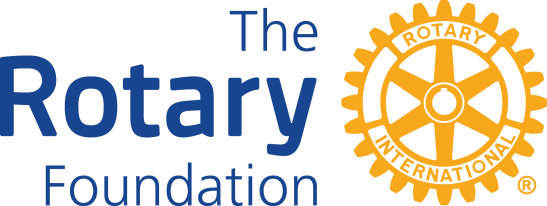 The
Rotary
Foundation
ROTARY
INTERNATIONAL
®